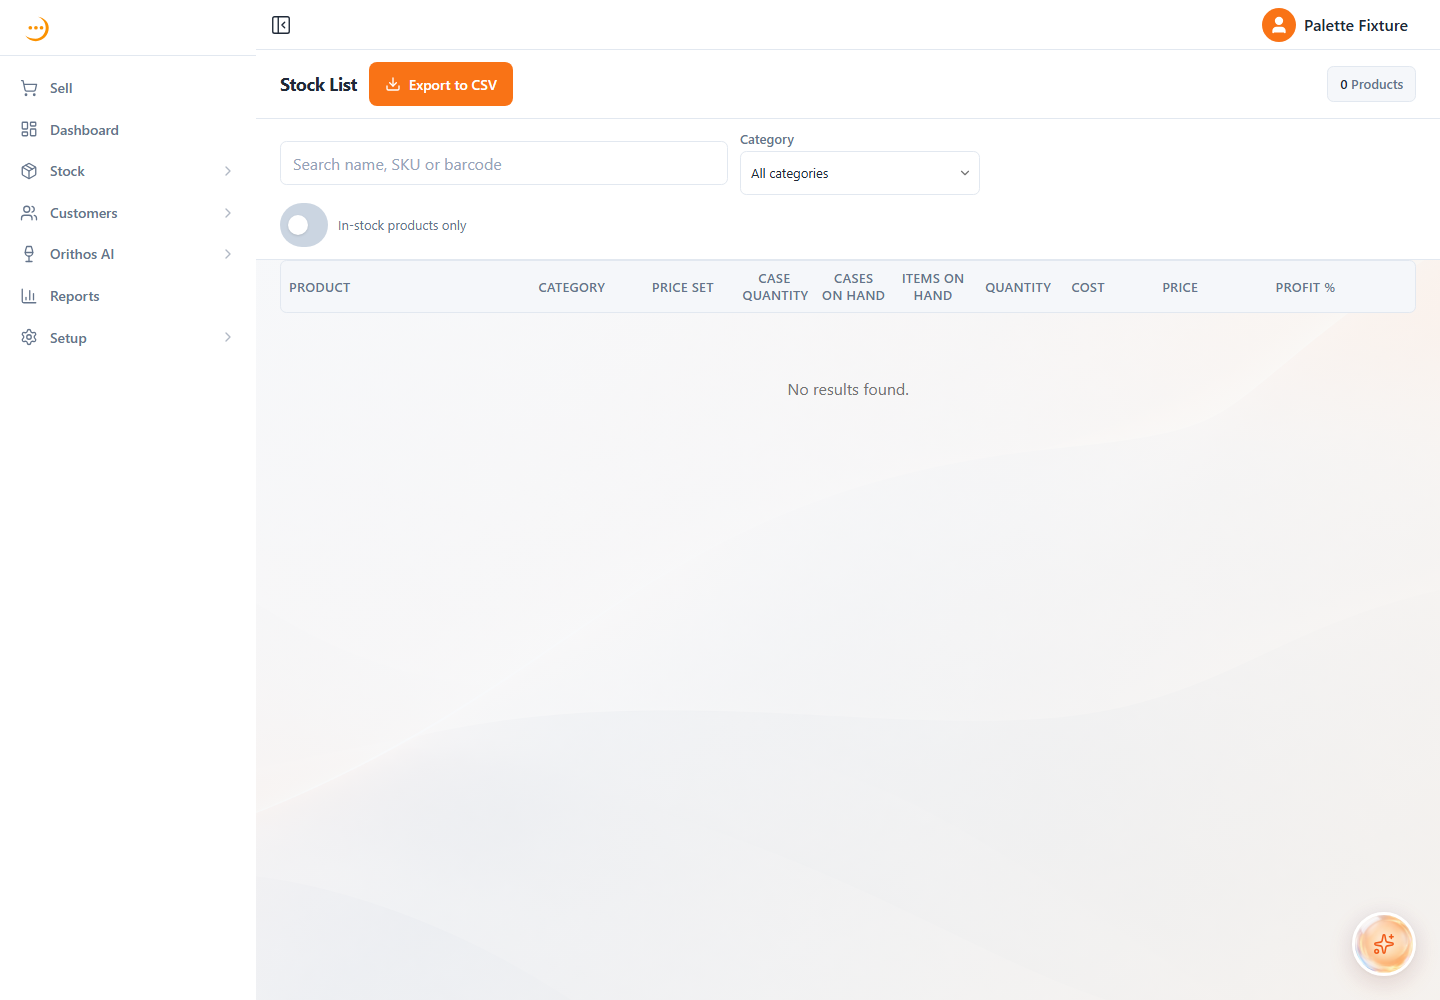 Palette Fixture
Sell
Dashboard
Stock
Customers
Orithos AI
Reports
Setup
Stock List
Export to CSV
0 Products
Search name, SKU or barcode
Category
All categories
In-stock products only
PRODUCT
CATEGORY
PRICE SET
CASE
QUANTITY
CASES
ON HAND
ITEMS ON
HAND
QUANTITY
COST
PRICE
PROFIT %
No results found.